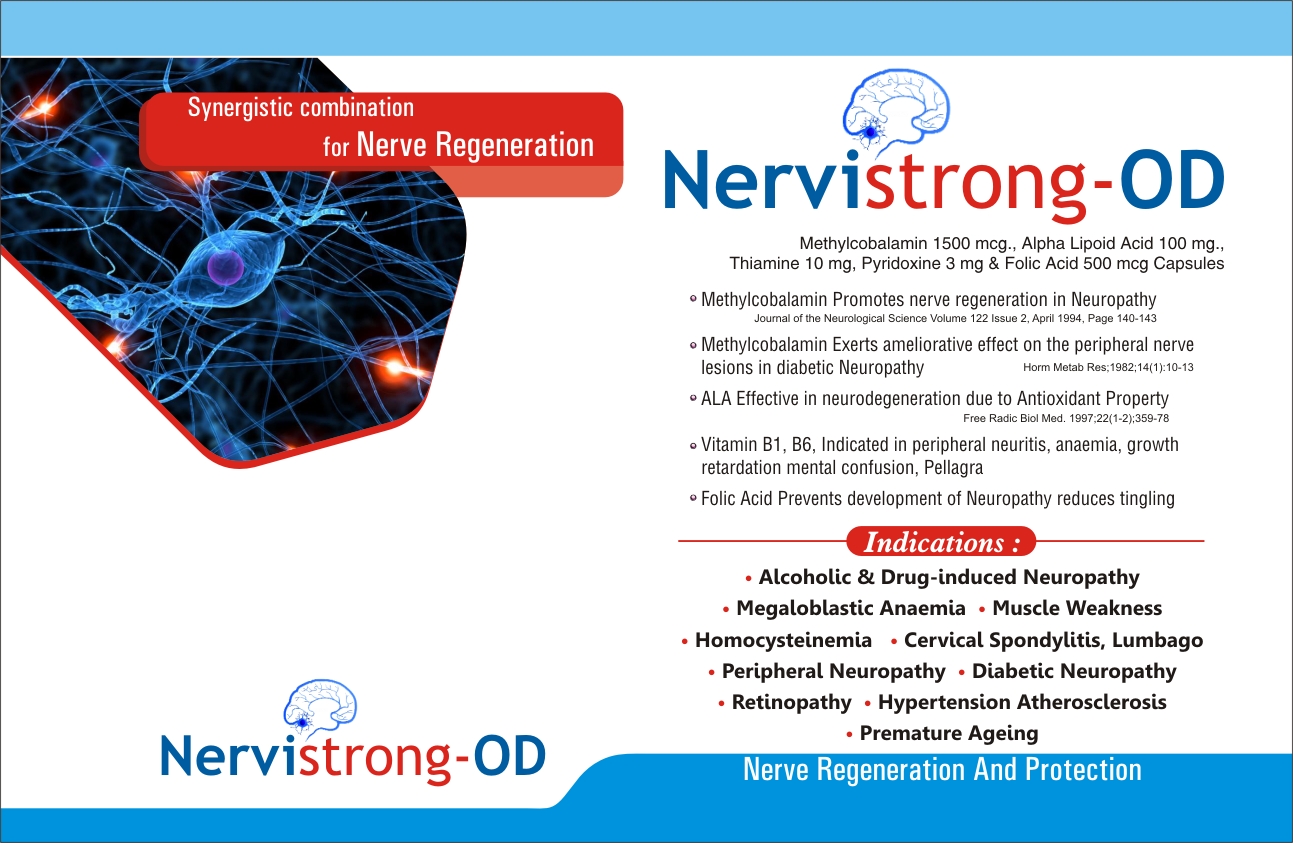 Synergistic combination
for Nerve Regeneration
Nervistrong-OD
Nervistrong-OD
Methylcobalamin 1500 mcg., Alpha Lipoid Acid 100 mg.,
Thiamine 10 mg, Pyridoxine 3 mg & Folic Acid 500 mcg Capsules
Methylcobalamin Promotes nerve regeneration in Neuropathy
Journal of the Neurological Science Volume 122 Issue 2, April 1994, Page 140-143
Methylcobalamin Exerts ameliorative effect on the peripheral nerve
lesions in diabetic Neuropathy Horm Metab Res;1982;14(1):10-13
ALA Effective in neurodegeneration due to Antioxidant Property
Free Radic Biol Med. 1997;22(1-2);359-78
Vitamin B1, B6, Indicated in peripheral neuritis, anaemia, growth
retardation mental confusion, Pellagra
Folic Acid Prevents development of Neuropathy reduces tingling
Indications :
• Alcoholic & Drug-induced Neuropathy
• Megaloblastic Anaemia • Muscle Weakness
• Homocysteinemia • Cervical Spondylitis, Lumbago
• Peripheral Neuropathy • Diabetic Neuropathy
• Retinopathy • Hypertension Atherosclerosis
• Premature Ageing
Nerve Regeneration And Protection